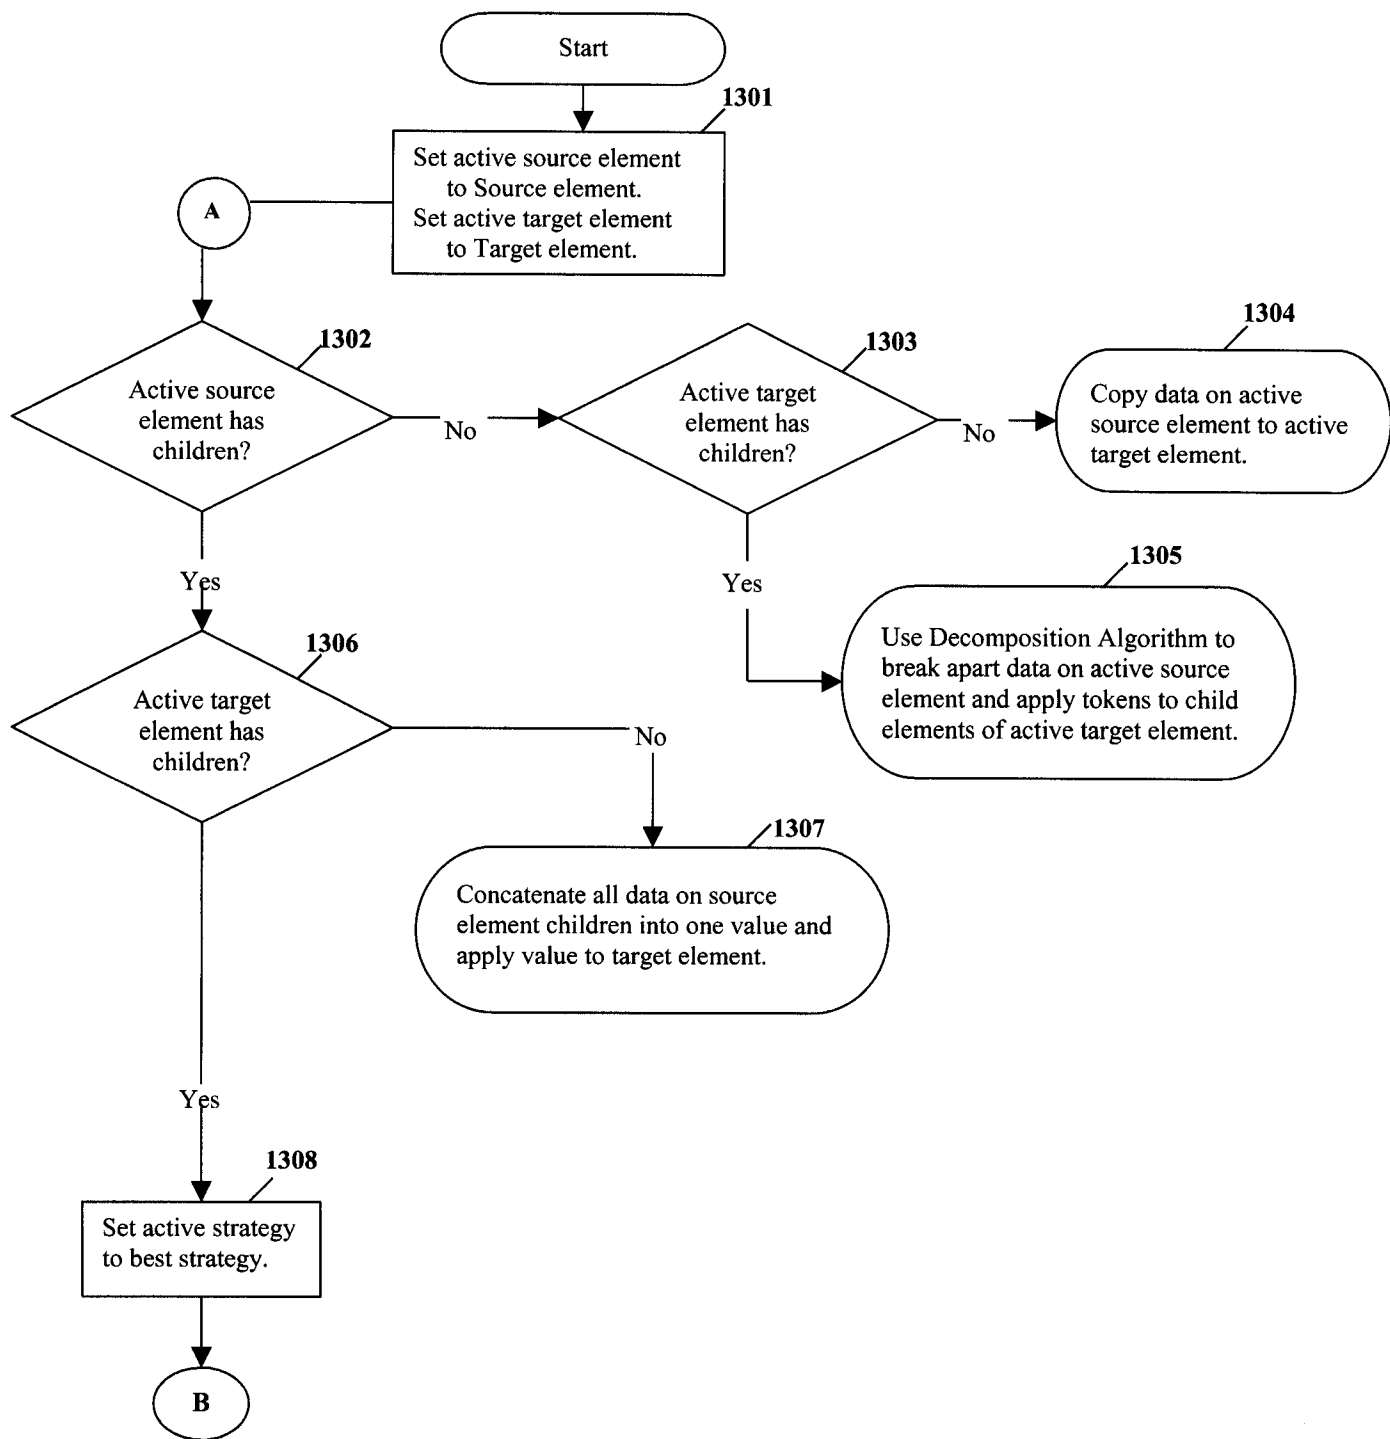 Start
1301
Set active source element
to Source element.
Set active target element
to Target element.
A
1302
Active source
element has
children?
No
1303
Active target
element has
children?
No
1304
Copy data on active
source element to active
target element.
Yes
1305
Use Decomposition Algorithm to
break apart data on active source
element and apply tokens to child
elements of active target element.
Yes
1306
Active target
element has
children?
No
1307
Concatenate all data on source
element children into one value and
apply value to target element.
Yes
1308
Set active strategy
to best strategy.
B